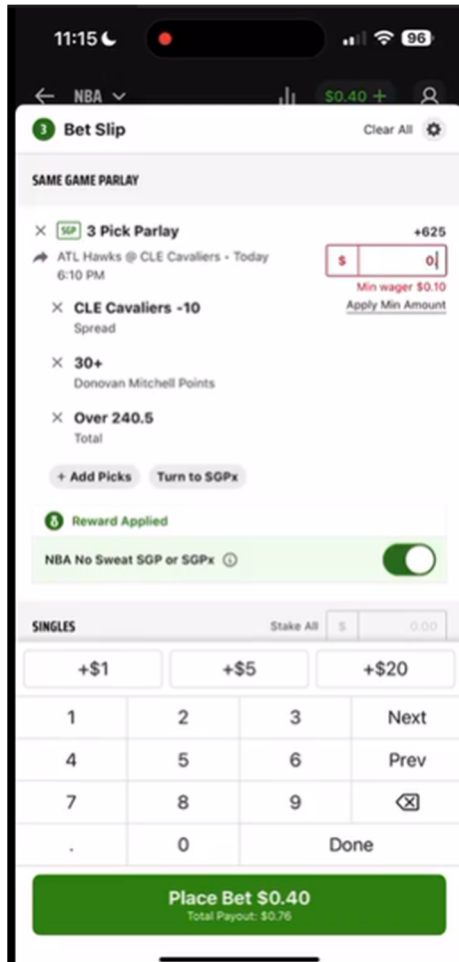 11:15 96
NBA $0.40 +
3 Bet Slip Clear All
SAME GAME PARLAY
SGP 3 Pick Parlay +625
ATL Hawks @ CLE Cavaliers - Today $ 0
6:10 PM
Min wager $0.10
CLE Cavaliers -10 Apply Min Amount
Spread
30+
Donovan Mitchell Points
Over 240.5
Total
+ Add Picks Turn to SGPx
Reward Applied
NBA No Sweat SGP or SGPx
SINGLES Stake All $ 0.00
+$1 +$5 +$20
1 2 3 Next
4 5 6 Prev
7 8 9
. 0 Done
Place Bet $0.40
Total Payout: $0.76